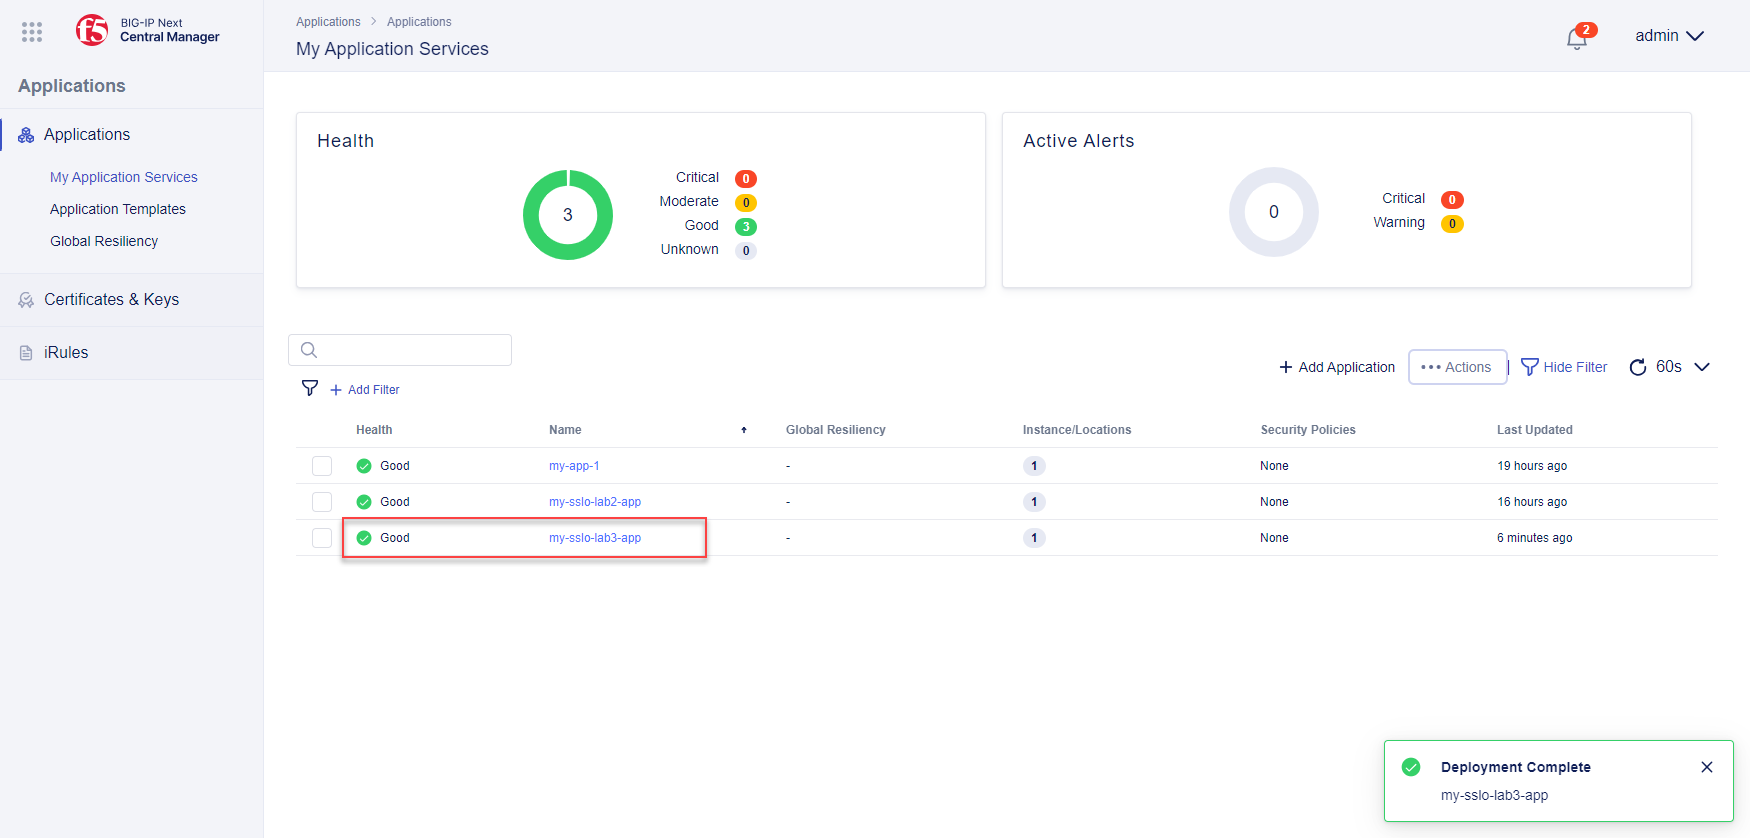 BIG-IP Next
Central Manager
Applications
Applications
My Application Services
Application Templates
Global Resiliency
Certificates & Keys
iRules
Applications > Applications
My Application Services
2
admin
Health
3
Critical 0
Moderate 0
Good 3
Unknown 0
Active Alerts
0
Critical 0
Warning 0
+ Add Application
••• Actions
Hide Filter
60s
+ Add Filter
Health Name Global Resiliency Instance/Locations Security Policies Last Updated
Good my-app-1 - 1 None 19 hours ago
Good my-sslo-lab2-app - 1 None 16 hours ago
Good my-sslo-lab3-app - 1 None 6 minutes ago
Deployment Complete
my-sslo-lab3-app
f5